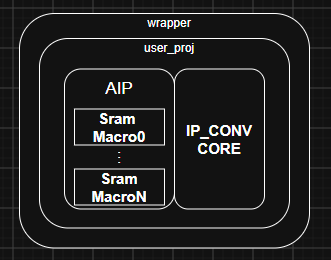 wrapper
user_proj
AIP
Sram
Macro0
IP_CONV
CORE
Sram
MacroN